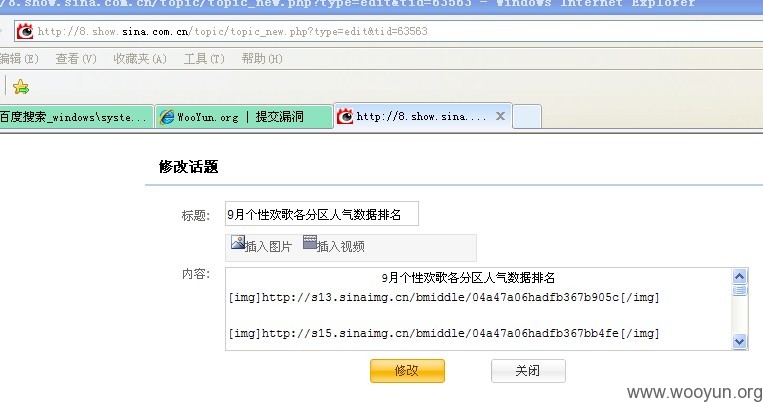 /8.show.sina.com.cn/topic/topic_new.php?type=edit&tid=63563 - Windows Internet Explorer
http://8.show.sina.com.cn/topic/topic_new.php?type=edit&tid=63563
编辑(E) 查看(V) 收藏夹(A) 工具(T) 帮助(H)
百度搜索_windows\syste... WooYun.org | 提交漏洞 http://8.show.sina....
修改话题
标题: 9月个性欢歌各分区人气数据排名
插入图片 插入视频
内容: 9月个性欢歌各分区人气数据排名
[img]http://s13.sinaimg.cn/bmiddle/04a47a06hadfb367b905c[/img]
[img]http://s15.sinaimg.cn/bmiddle/04a47a06hadfb367bb4fe[/img]
修改 关闭
www.wooyun.org